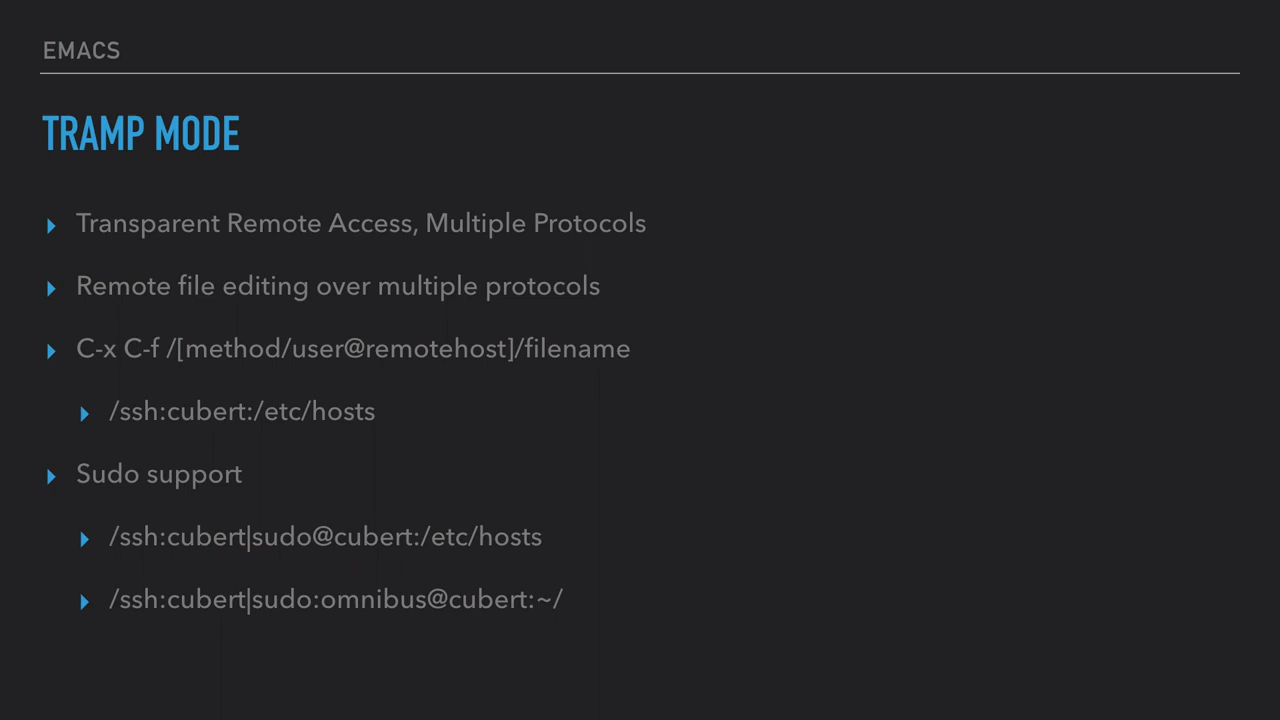 EMACS
TRAMP MODE
Transparent Remote Access, Multiple Protocols
Remote file editing over multiple protocols
C-x C-f /[method/user@remotehost]/filename
/ssh:cubert:/etc/hosts
Sudo support
/ssh:cubert|sudo@cubert:/etc/hosts
/ssh:cubert|sudo:omnibus@cubert:~/